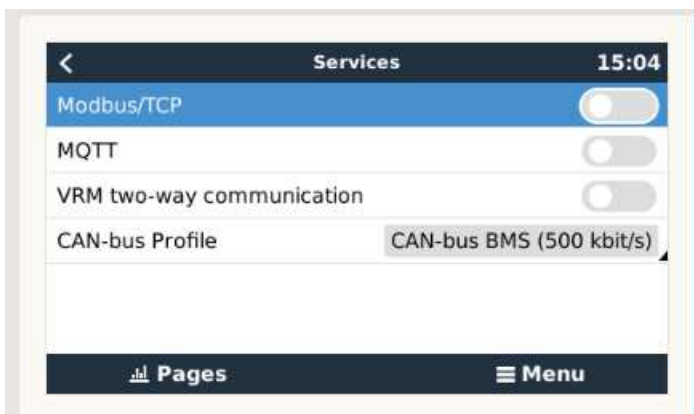 Services 15:04
Modbus/TCP
MQTT
VRM two-way communication
CAN-bus Profile CAN-bus BMS (500 kbit/s)
Pages Menu